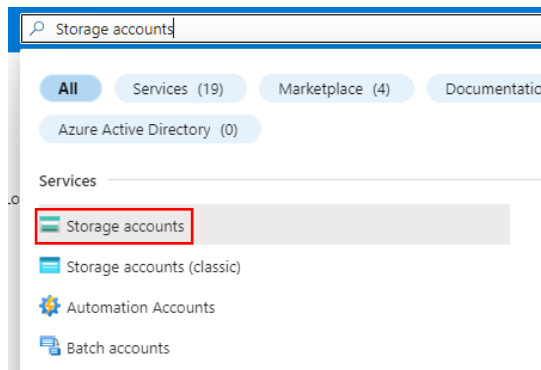 Storage accounts
All Services (19) Marketplace (4)
Azure Active Directory (0)
Services
Storage accounts
Storage accounts (classic)
Automation Accounts
Batch accounts